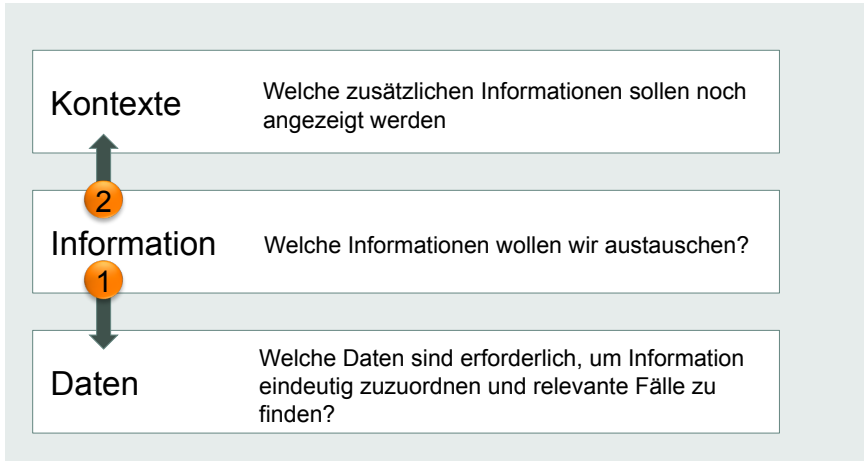 Kontexte
Welche zusätzlichen Informationen sollen noch
angezeigt werden
2
Information
Welche Informationen wollen wir austauschen?
1
Daten
Welche Daten sind erforderlich, um Information
eindeutig zuzuordnen und relevante Fälle zu
finden?